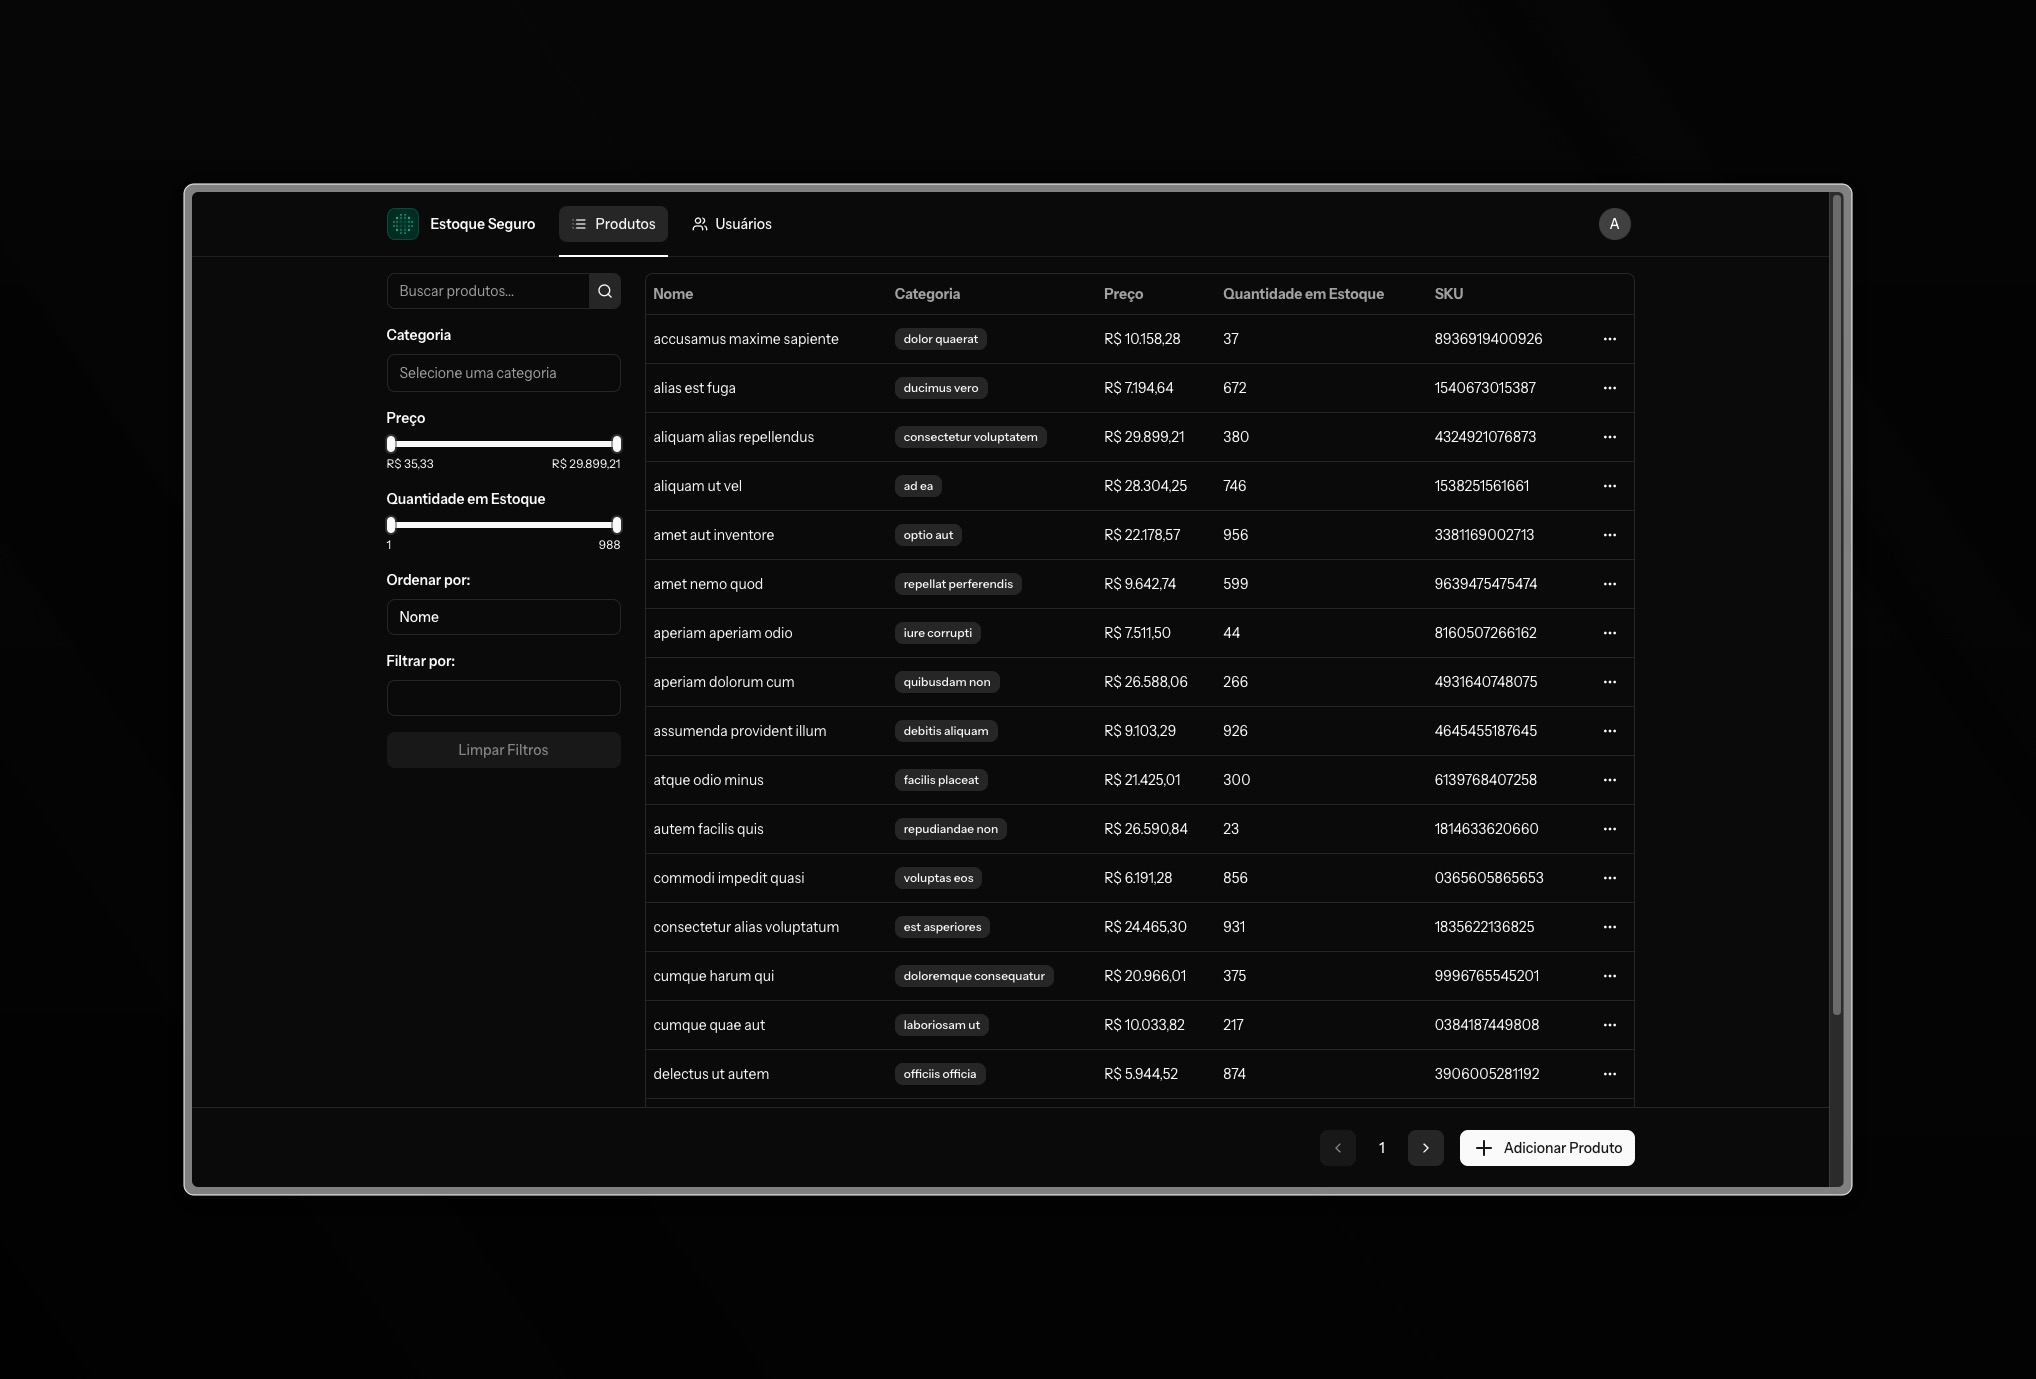 Estoque Seguro Produtos Usuários A
Buscar produtos...
Categoria
Selecione uma categoria
Preço
R$ 35,33 R$ 29.899,21
Quantidade em Estoque
1 988
Ordenar por:
Nome
Filtrar por:
Limpar Filtros
Nome Categoria Preço Quantidade em Estoque SKU
accusamus maxime sapiente dolor quaerat R$ 10.158,28 37 8936919400926
alias est fuga ducimus vero R$ 7.194,64 672 1540673015387
aliquam alias repellendus consectetur voluptatem R$ 29.899,21 380 4324921076873
aliquam ut vel ad ea R$ 28.304,25 746 1538251561661
amet aut inventore optio aut R$ 22.178,57 956 3381169002713
amet nemo quod repellat perferendis R$ 9.642,74 599 9639475475474
aperiam aperiam odio iure corrupti R$ 7.511,50 44 8160507266162
aperiam dolorum cum quibusdam non R$ 26.588,06 266 4931640748075
assumenda provident illum debitis aliquam R$ 9.103,29 926 4645455187645
atque odio minus facilis placeat R$ 21.425,01 300 6139768407258
autem facilis quis repudiandae non R$ 26.590,84 23 1814633620660
commodi impedit quasi voluptas eos R$ 6.191,28 856 0365605865653
consectetur alias voluptatum est asperiores R$ 24.465,30 931 1835622136825
cumque harum qui doloremque consequatur R$ 20.966,01 375 9996765545201
cumque quae aut laboriosam ut R$ 10.033,82 217 0384187449808
delectus ut autem officiis officia R$ 5.944,52 874 3906005281192
1 Adicionar Produto